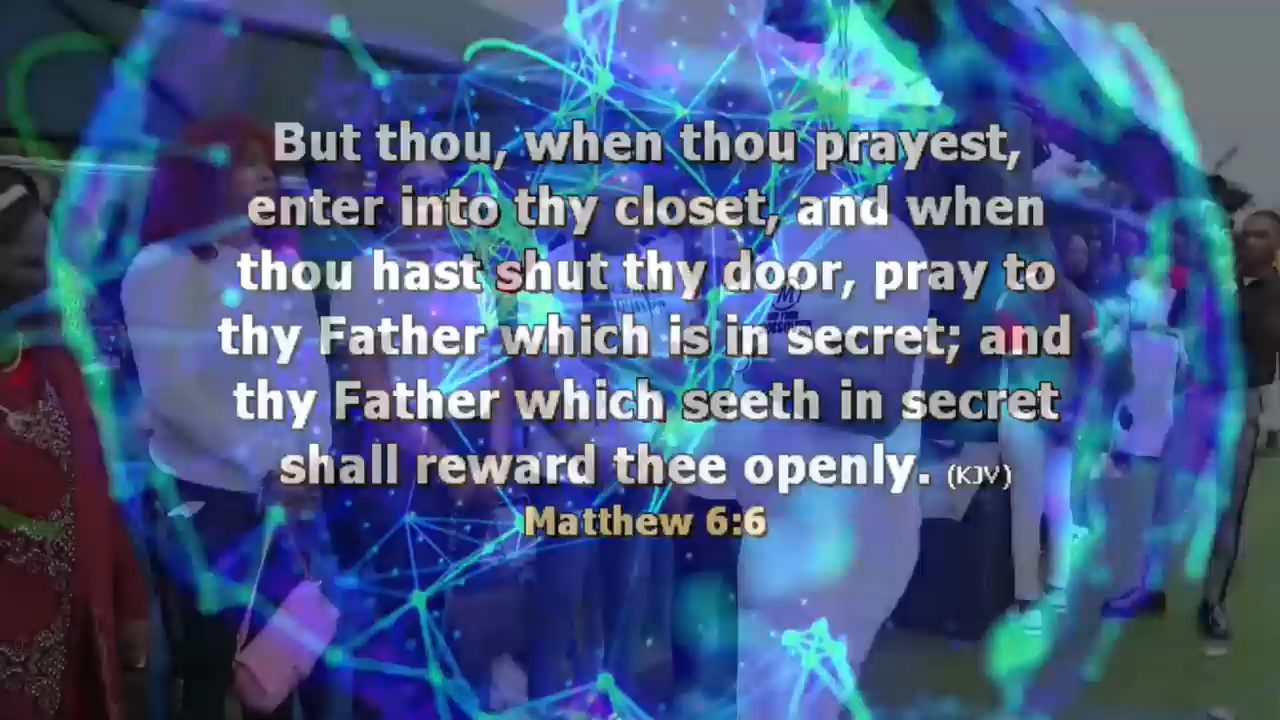 But thou, when thou prayest,
enter into thy closet, and when
thou hast shut thy door, pray to
thy Father which is in secret; and
thy Father which seeth in secret
shall reward thee openly. (KJV)
Matthew 6:6